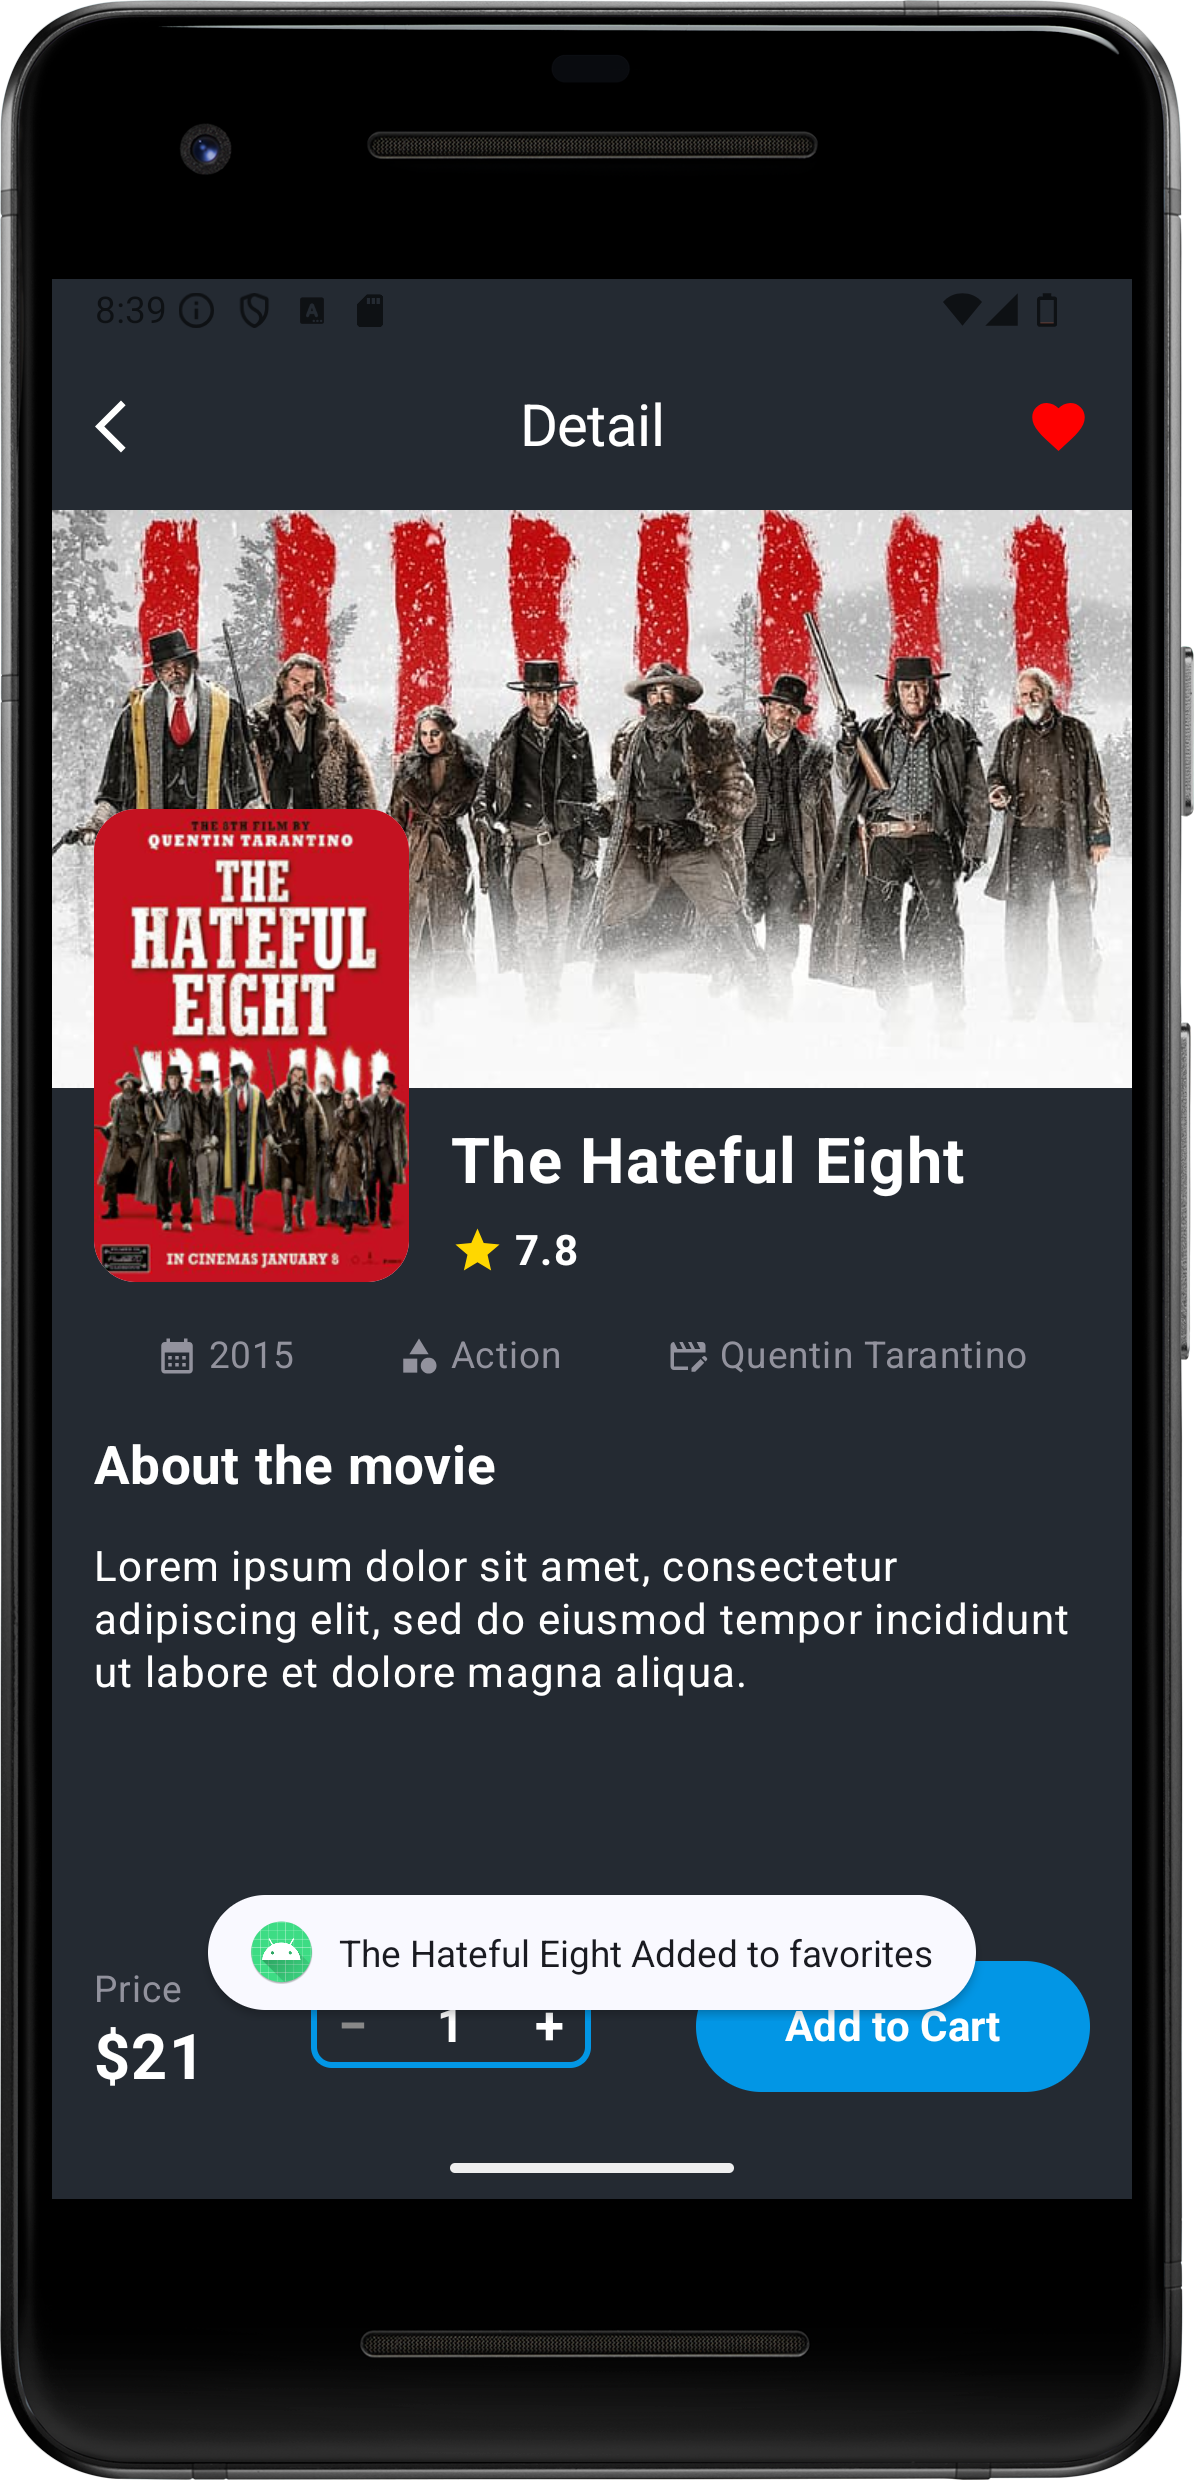 8:39
Detail
THE 8TH FILM BY
QUENTIN TARANTINO
THE
HATEFUL
EIGHT
IN CINEMAS JANUARY 8
The Hateful Eight
7.8
2015
Action
Quentin Tarantino
About the movie
Lorem ipsum dolor sit amet, consectetur
adipiscing elit, sed do eiusmod tempor incididunt
ut labore et dolore magna aliqua.
The Hateful Eight Added to favorites
Price
$21
− 1 +
Add to Cart